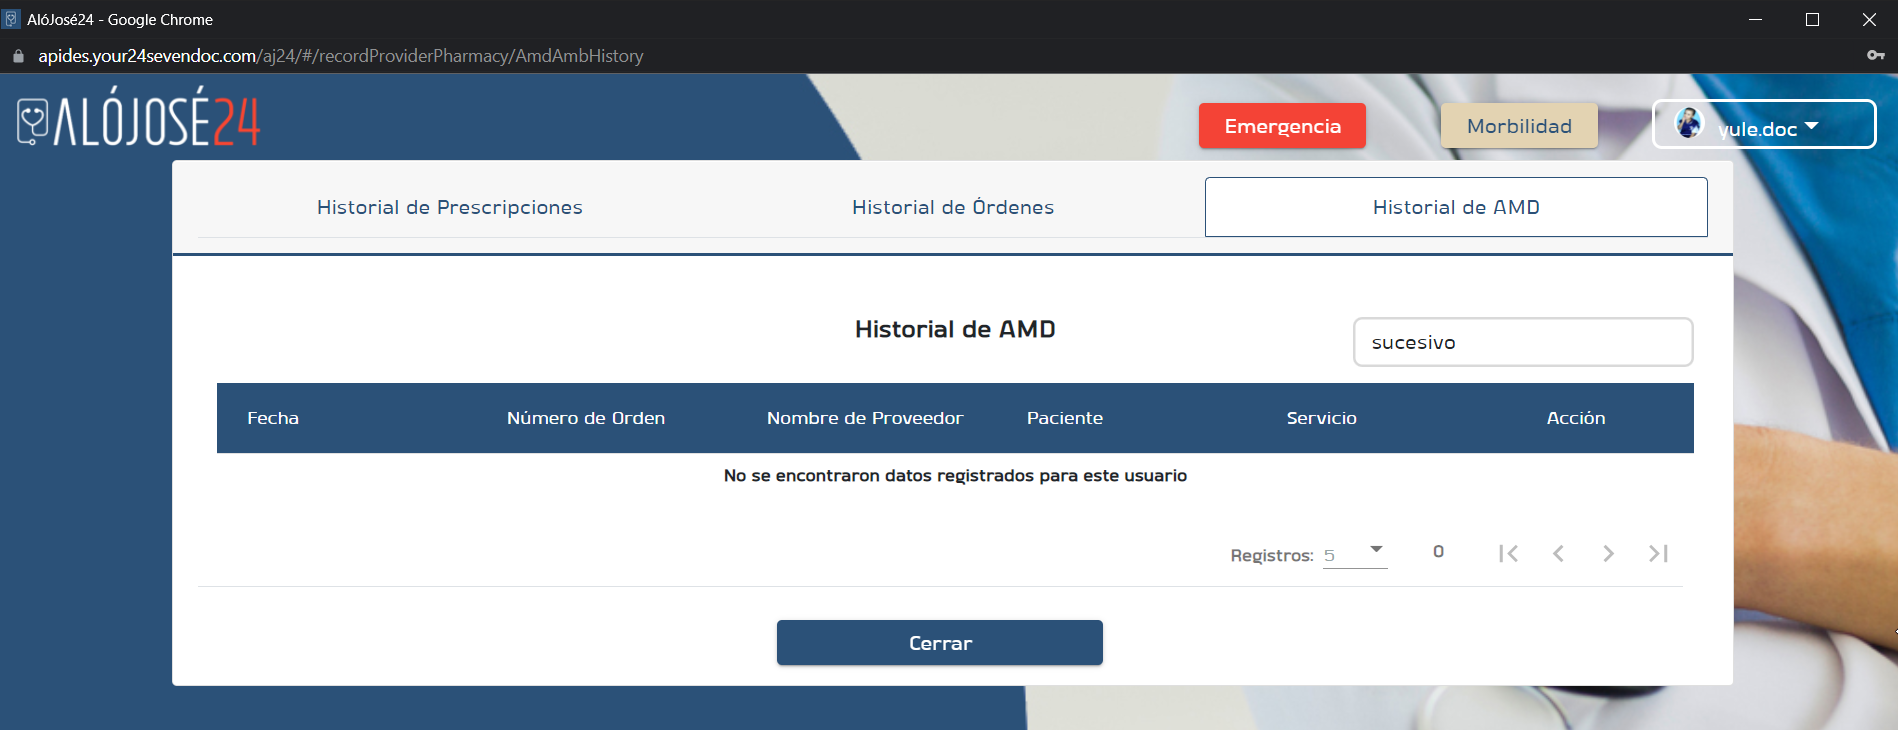 AlóJosé24 - Google Chrome
apides.your24sevendoc.com/aj24/#/recordProviderPharmacy/AmdAmbHistory
ALÓJOSÉ24
Emergencia
Morbilidad
yule.doc
Historial de Prescripciones
Historial de Órdenes
Historial de AMD
Historial de AMD
sucesivo
Fecha
Número de Orden
Nombre de Proveedor
Paciente
Servicio
Acción
No se encontraron datos registrados para este usuario
Registros: 5
0
Cerrar